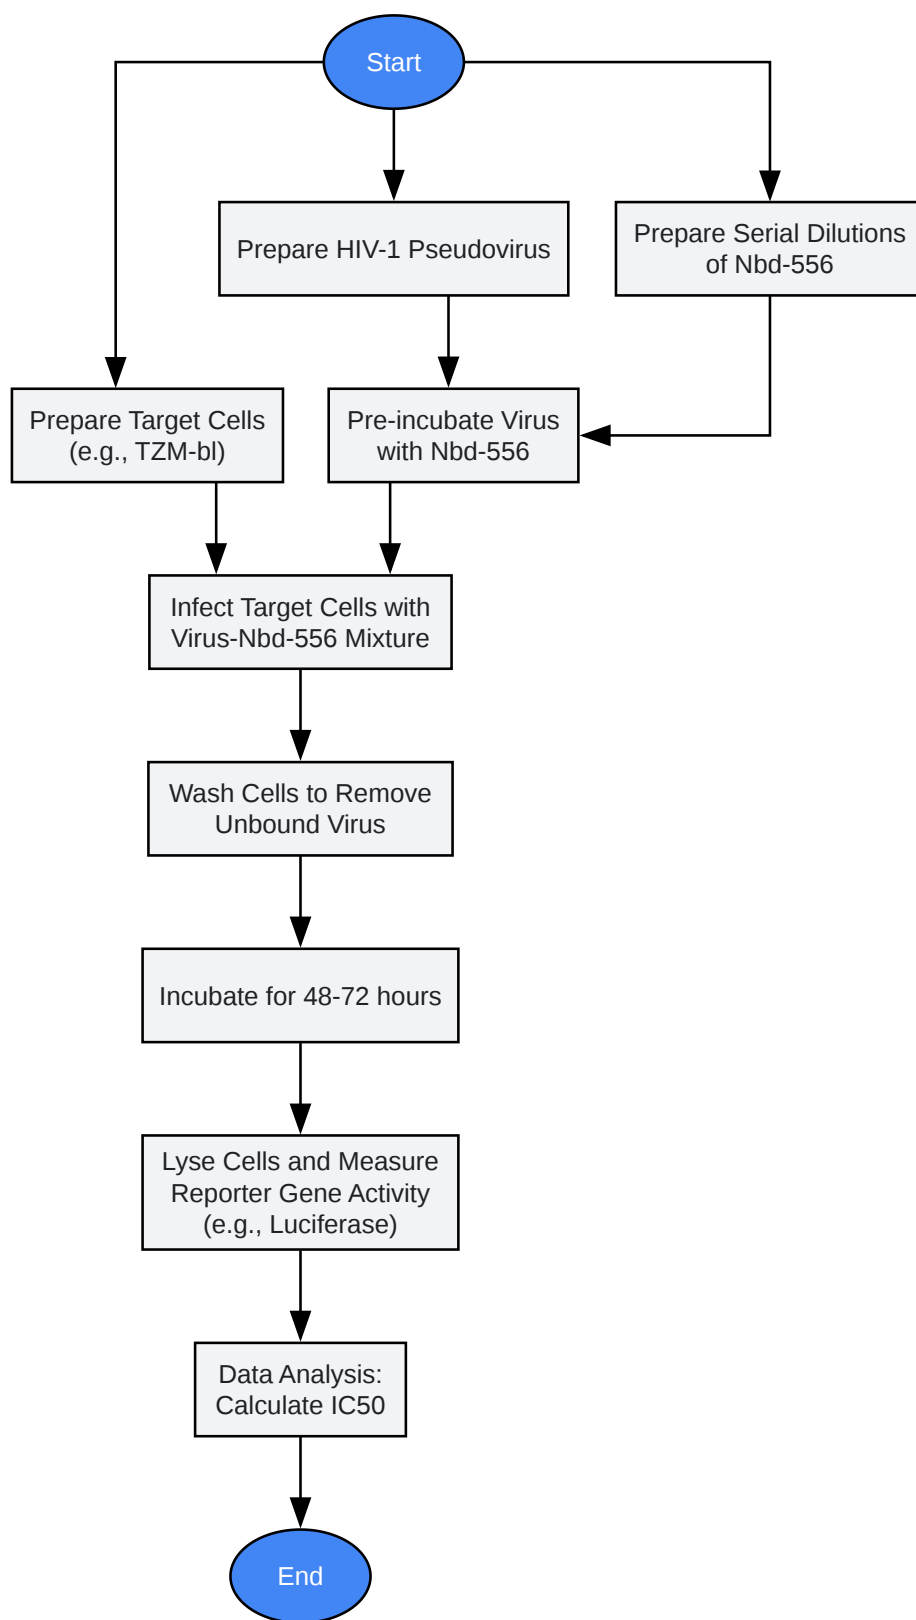 Start
Prepare HIV-1 Pseudovirus
Prepare Serial Dilutions
of Nbd-556
Prepare Target Cells
(e.g., TZM-bl)
Pre-incubate Virus
with Nbd-556
Infect Target Cells with
Virus-Nbd-556 Mixture
Wash Cells to Remove
Unbound Virus
Incubate for 48-72 hours
Lyse Cells and Measure
Reporter Gene Activity
(e.g., Luciferase)
Data Analysis:
Calculate IC50
End